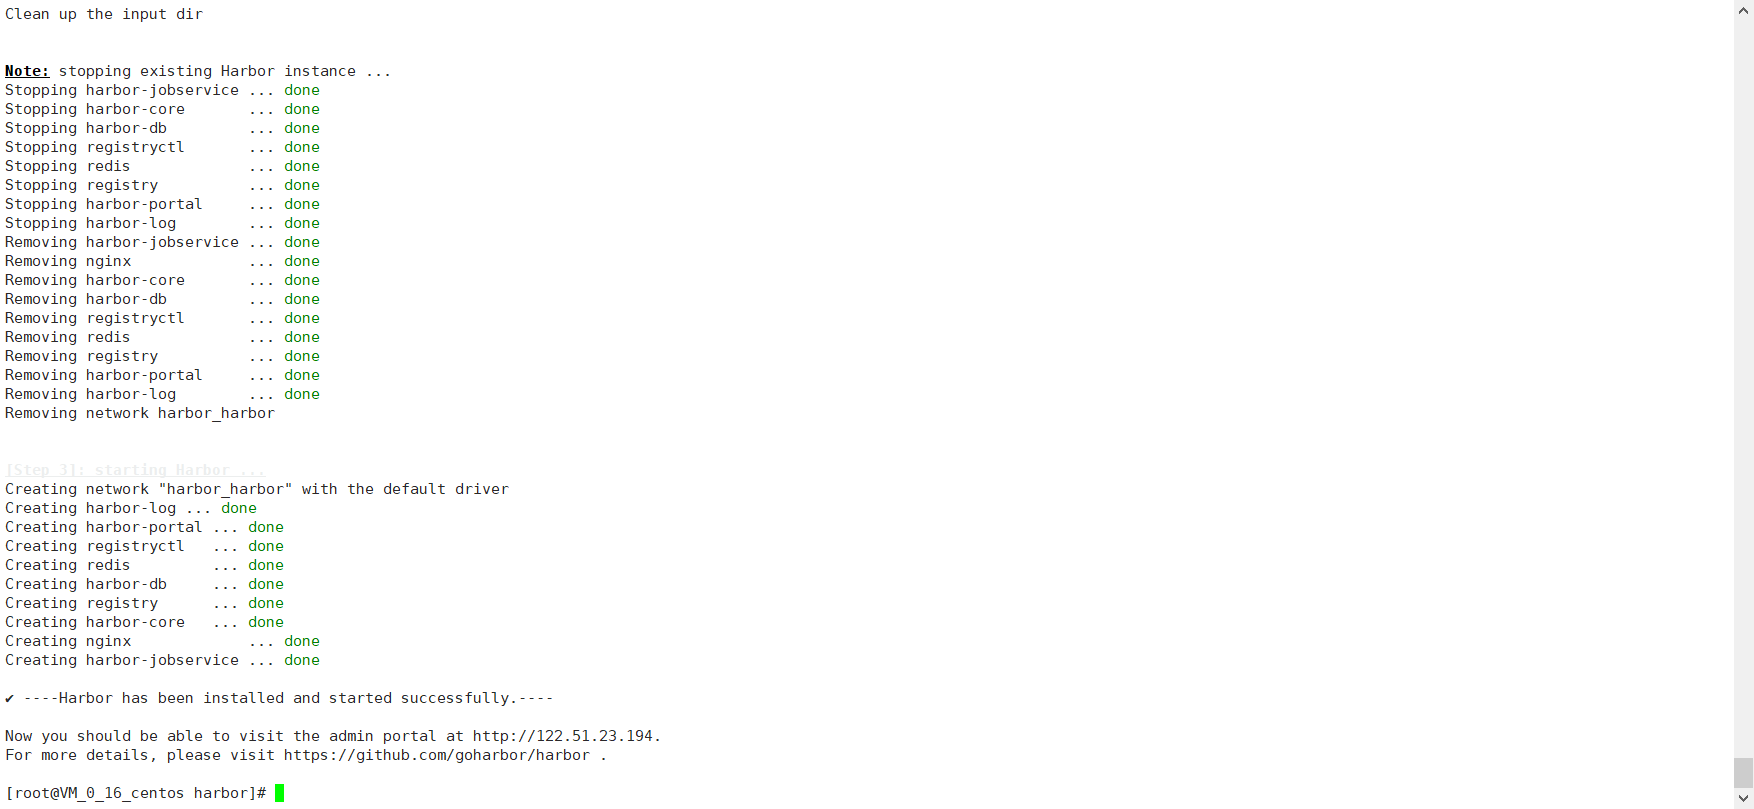 Clean up the input dir
Note: stopping existing Harbor instance ...
Stopping harbor-jobservice ... done
Stopping harbor-core       ... done
Stopping harbor-db         ... done
Stopping registryctl       ... done
Stopping redis             ... done
Stopping registry          ... done
Stopping harbor-portal     ... done
Stopping harbor-log        ... done
Removing harbor-jobservice ... done
Removing nginx             ... done
Removing harbor-core       ... done
Removing harbor-db         ... done
Removing registryctl       ... done
Removing redis             ... done
Removing registry          ... done
Removing harbor-portal     ... done
Removing harbor-log        ... done
Removing network harbor_harbor
[Step 3]: starting Harbor ...
Creating network "harbor_harbor" with the default driver
Creating harbor-log ... done
Creating harbor-portal ... done
Creating registryctl   ... done
Creating redis         ... done
Creating harbor-db     ... done
Creating registry      ... done
Creating harbor-core   ... done
Creating nginx             ... done
Creating harbor-jobservice ... done
✔ ----Harbor has been installed and started successfully.----
Now you should be able to visit the admin portal at http://122.51.23.194.
For more details, please visit https://github.com/goharbor/harbor .
[root@VM_0_16_centos harbor]#